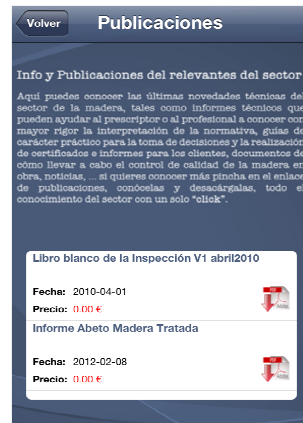 Volver
Publicaciones
Info y Publicaciones del relevantes del sector
Aquí puedes conocer las últimas novedades técnicas del
sector de la madera, tales como informes técnicos que
pueden ayudar al prescriptor o al profesional a conocer con
mayor rigor la interpretación de la normativa, guías de
carácter práctico para la toma de decisiones y la realización
de certificados e informes para los clientes, documentos de
cómo llevar a cabo el control de calidad de la madera en
obra, noticias, ... si quieres conocer más pincha en el enlace
de publicaciones, conócelas y desacárgalas, todo el
conocimiento del sector con un solo “click”.
Libro blanco de la Inspección V1 abril2010
Fecha: 2010-04-01
Precio: 0.00 €
Informe Abeto Madera Tratada
Fecha: 2012-02-08
Precio: 0.00 €